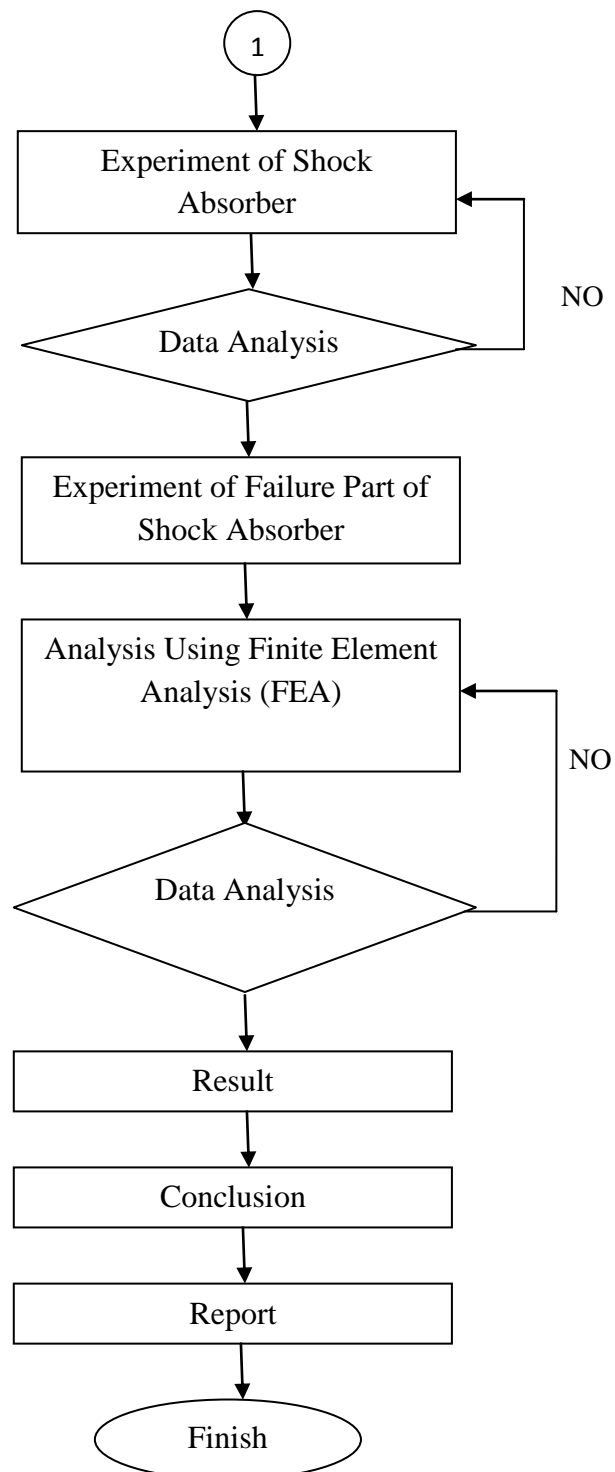 1
Experiment of Shock
Absorber
NO
Data Analysis
Experiment of Failure Part of
Shock Absorber
Analysis Using Finite Element
Analysis (FEA)
NO
Data Analysis
Result
Conclusion
Report
Finish